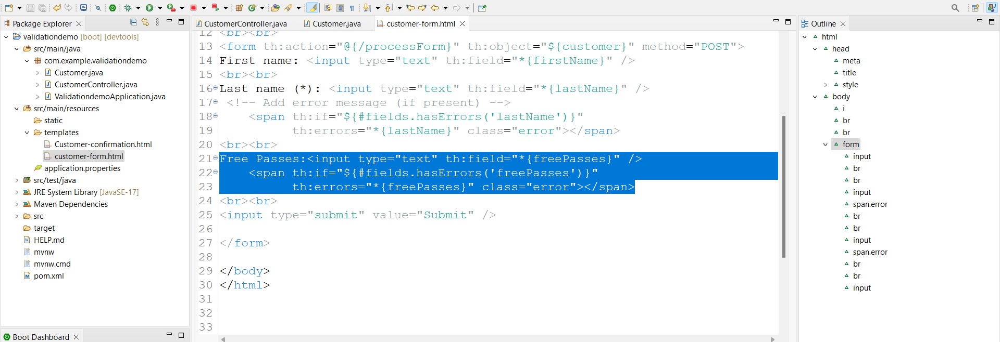 Package Explorer
validationdemo [boot] [devtools]
src/main/java
com.example.validationdemo
Customer.java
CustomerController.java
ValidationdemoApplication.java
src/main/resources
static
templates
Customer-confirmation.html
customer-form.html
application.properties
src/test/java
JRE System Library [JavaSE-17]
Maven Dependencies
src
target
HELP.md
mvnw
mvnw.cmd
pom.xml
Boot Dashboard
CustomerController.java
Customer.java
customer-form.html
12 <br><br>
13 <form th:action="@{/processForm}" th:object="${customer}" method="POST">
14 First name: <input type="text" th:field="*{firstName}" />
15 <br><br>
16 Last name (*): <input type="text" th:field="*{lastName}" />
17 <!-- Add error message (if present) -->
18 <span th:if="${#fields.hasErrors('lastName')}"
19 th:errors="*{lastName}" class="error"></span>
20 <br><br>
21 Free Passes:<input type="text" th:field="*{freePasses}" />
22 <span th:if="${#fields.hasErrors('freePasses')}"
23 th:errors="*{freePasses}" class="error"></span>
24 <br><br>
25 <input type="submit" value="Submit" />
26
27 </form>
28
29 </body>
30 </html>
31
32
33
Outline
html
head
meta
title
style
body
i
br
br
form
input
br
br
input
span.error
br
br
input
span.error
br
br
input